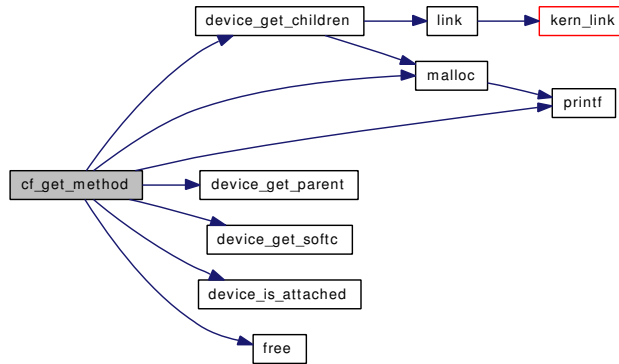 device_get_children
link
kern_link
malloc
printf
cf_get_method
device_get_parent
device_get_softc
device_is_attached
free